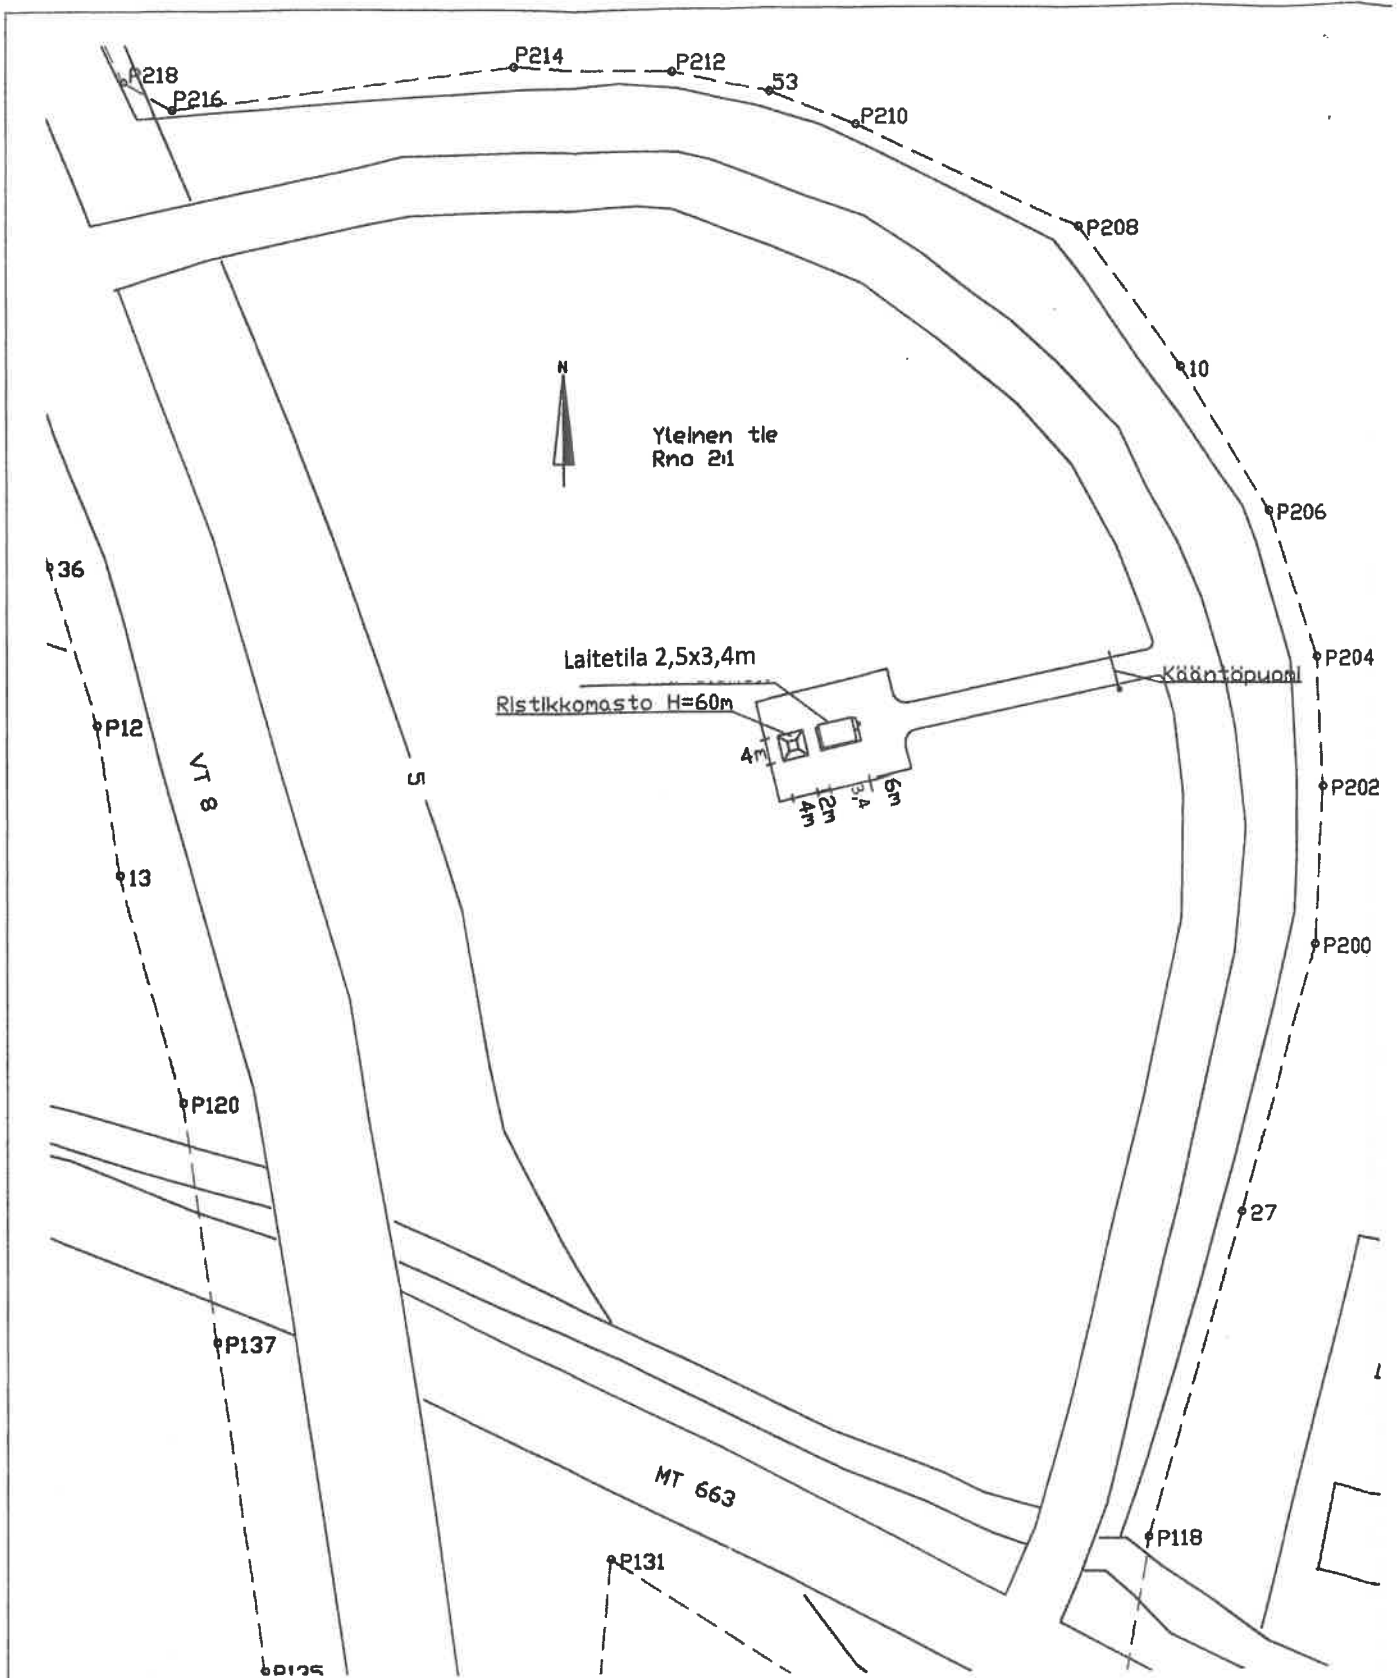 P214
P212
P218
53
P216
P210
P208
N
10
Yleinen tie
Rno 2:1
P206
36
Laitetila 2,5x3,4m
P204
Kääntöpuomi
Ristikkomasto H=60m
P12
4m
VT 8
5
P202
4m
2m
3,4
6m
13
P200
P120
27
P137
MT 663
P118
P131
P135